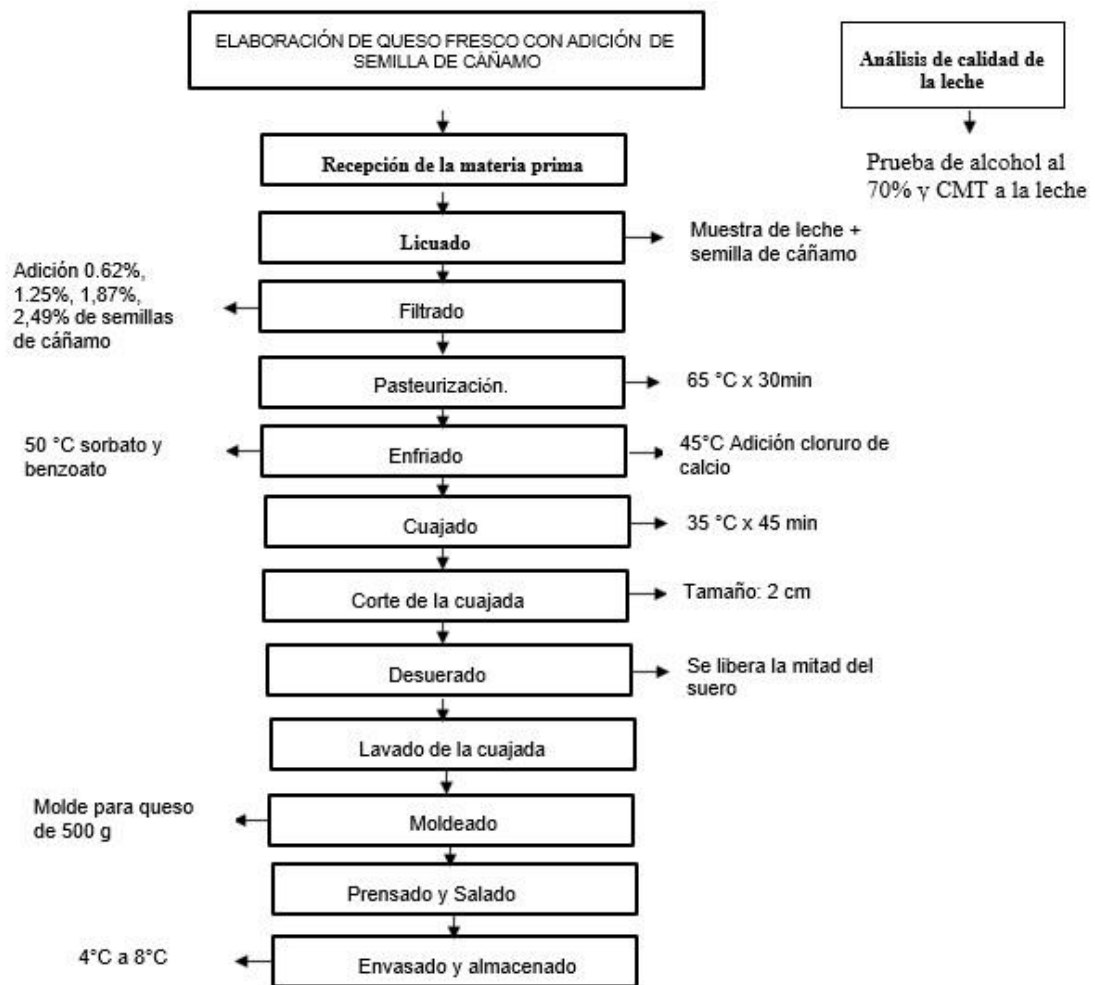 ELABORACIÓN DE QUESO FRESCO CON ADICIÓN DE
SEMILLA DE CÁÑAMO
Análisis de calidad de
la leche
Prueba de alcohol al
70% y CMT a la leche
Recepción de la materia prima
Licuado
Muestra de leche +
semilla de cáñamo
Adición 0.62%,
1.25%, 1,87%,
2,49% de semillas
de cáñamo
Filtrado
Pasteurización.
65 °C x 30min
50 °C sorbato y
benzoato
Enfriado
45°C Adición cloruro de
calcio
Cuajado
35 °C x 45 min
Corte de la cuajada
Tamaño: 2 cm
Desuerado
Se libera la mitad del
suero
Lavado de la cuajada
Molde para queso
de 500 g
Moldeado
Prensado y Salado
4°C a 8°C
Envasado y almacenado